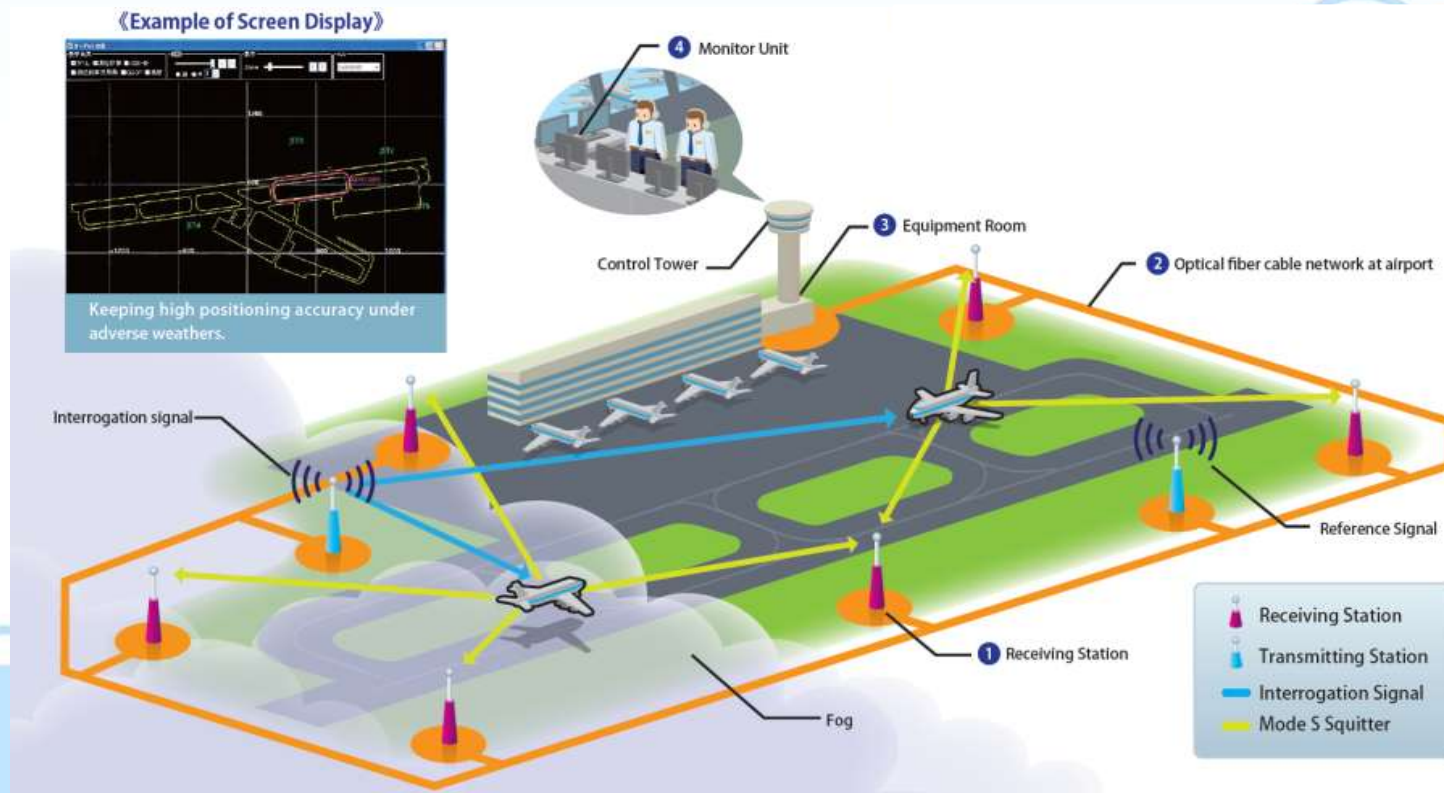 《Example of Screen Display》
Keeping high positioning accuracy under
adverse weathers.
4 Monitor Unit
3 Equipment Room
Control Tower
2 Optical fiber cable network at airport
Interrogation signal
Reference Signal
1 Receiving Station
Fog
Receiving Station
Transmitting Station
Interrogation Signal
Mode S Squitter